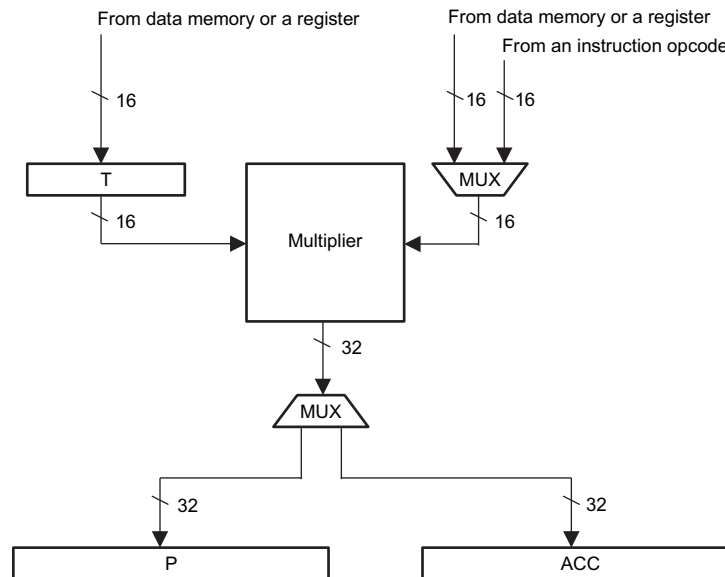 From data memory or a register
From data memory or a register
From an instruction opcode
16
16
16
T
MUX
16
16
Multiplier
32
MUX
32
32
P
ACC